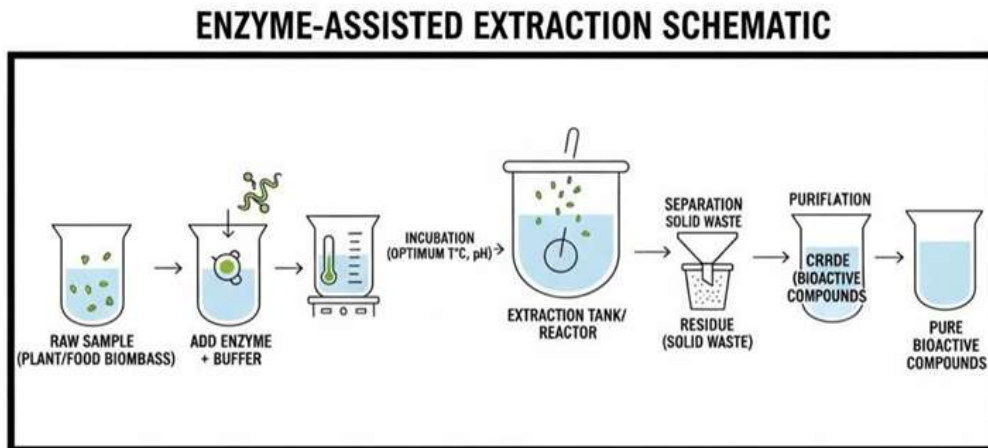 ENZYME-ASSISTED EXTRACTION SCHEMATIC
RAW SAMPLE
(PLANT/FOOD BIOMBASS)
ADD ENZYME
+ BUFFER
INCUBATION
(OPTIMUM T°C, pH)
EXTRACTION TANK/
REACTOR
SEPARATION
SOLID WASTE
RESIDUE
(SOLID WASTE)
PURIFLATION
CRRDE
(BIOACTIVE
COMPOUNDS
PURE
BIOACTIVE
COMPOUNDS